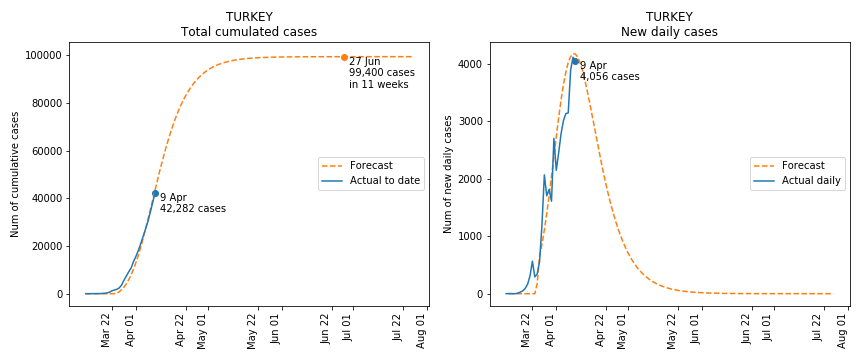 TURKEY
Total cumulated cases
Num of cumulative cases
100000
80000
60000
40000
20000
0
27 Jun
99,400 cases
in 11 weeks
9 Apr
42,282 cases
Forecast
Actual to date
Mar 22
Apr 01
Apr 22
May 01
May 22
Jun 01
Jun 22
Jul 01
Jul 22
Aug 01
TURKEY
New daily cases
Num of new daily cases
4000
3000
2000
1000
0
9 Apr
4,056 cases
Forecast
Actual daily
Mar 22
Apr 01
Apr 22
May 01
May 22
Jun 01
Jun 22
Jul 01
Jul 22
Aug 01